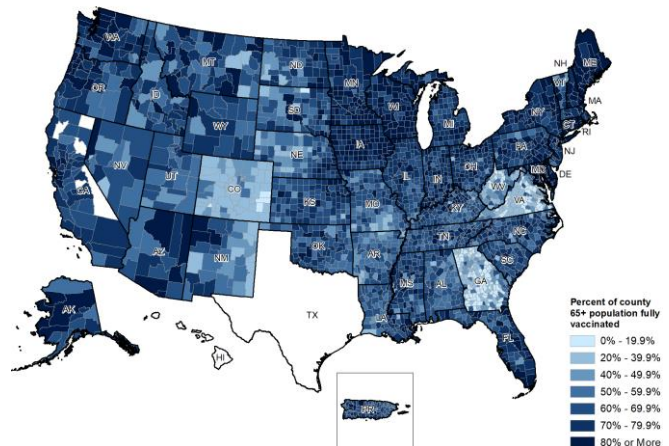 WA
MT
ND
MN
ME
NH
VT
OR
ID
SD
WI
MI
NY
MA
WY
CT
RI
IA
PA
NJ
NE
OH
MD
DE
NV
UT
CO
IL
IN
WV
VA
CA
KS
MO
KY
AZ
NM
OK
AR
TN
NC
SC
MS
AL
GA
TX
LA
AK
HI
FL
PR
Percent of county
65+ population fully
vaccinated
0% - 19.9%
20% - 39.9%
40% - 49.9%
50% - 59.9%
60% - 69.9%
70% - 79.9%
80% or More